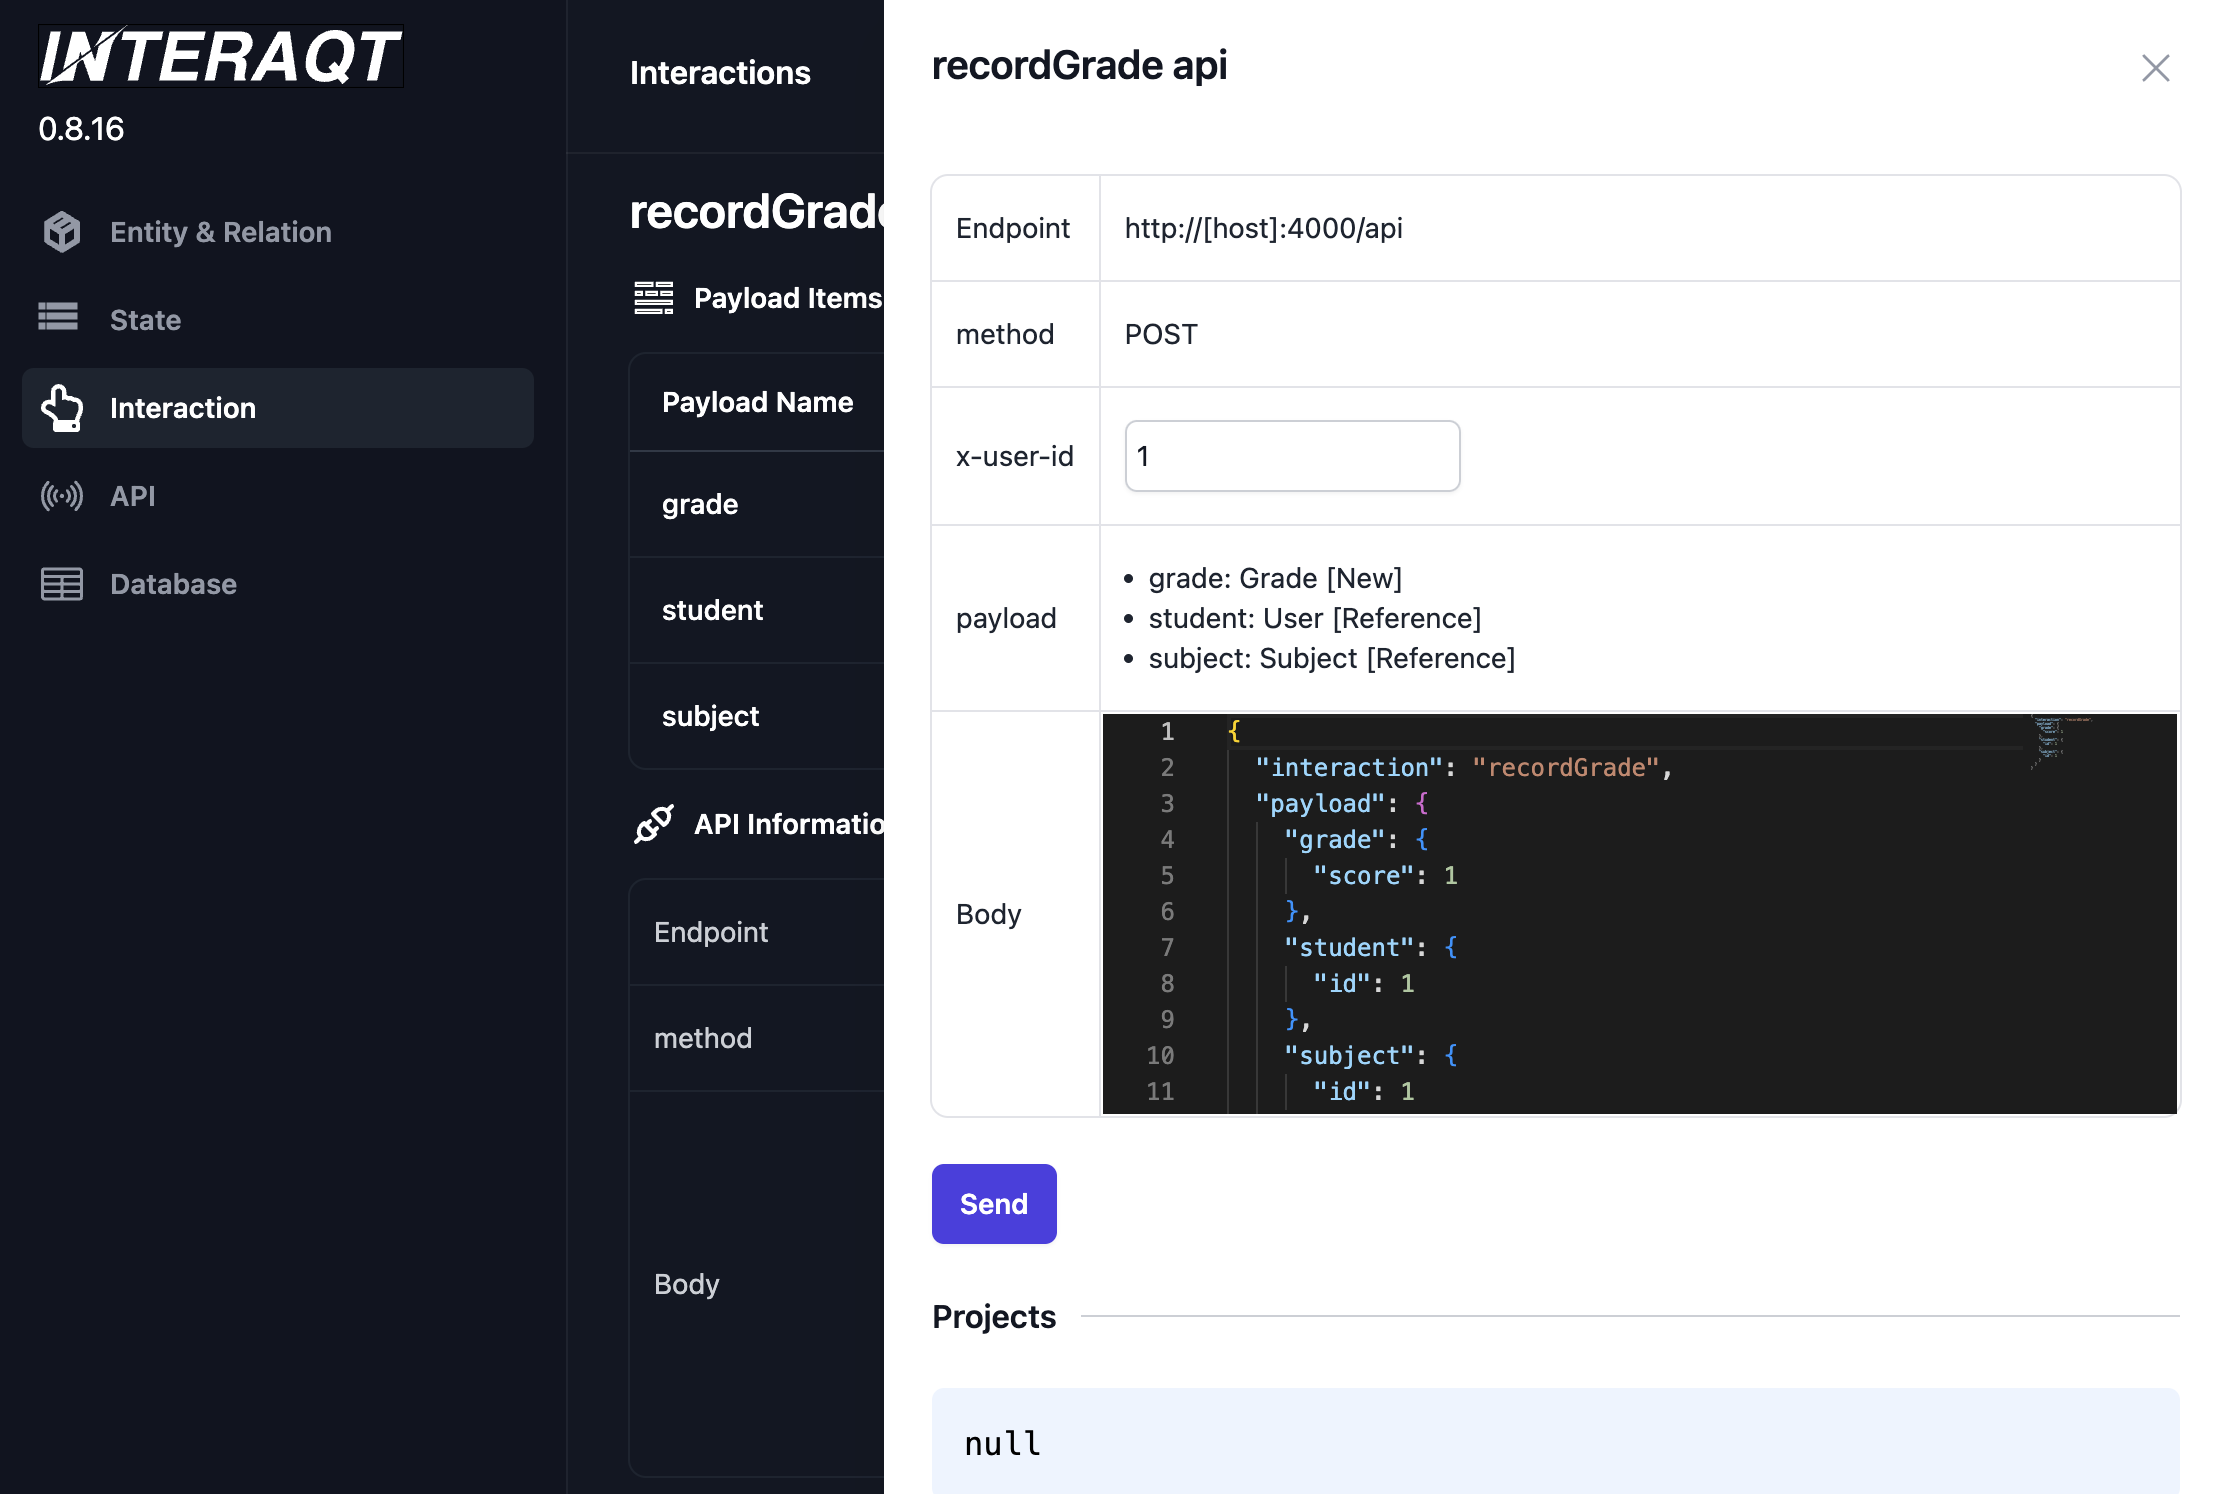 INTERAQT
0.8.16
Entity & Relation
State
Interaction
API
Database
Interactions
recordGrade
Payload Items
Payload Name
grade
student
subject
API Informatio
Endpoint
method
Body
recordGrade api
Endpoint
http://[host]:4000/api
method
POST
x-user-id
1
payload
• grade: Grade [New]
• student: User [Reference]
• subject: Subject [Reference]
Body
1 {
2 "interaction": "recordGrade",
3 "payload": {
4 "grade": {
5 "score": 1
6 },
7 "student": {
8 "id": 1
9 },
10 "subject": {
11 "id": 1
Send
Projects
null